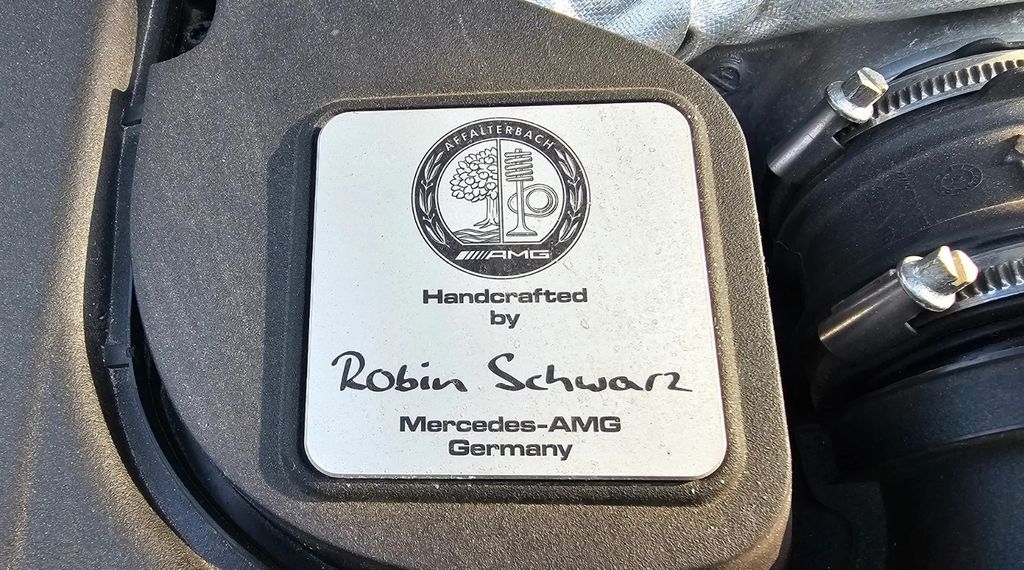 AFFALTERBACH
AMG
Handcrafted
by
Robin Schwarz
Mercedes-AMG
Germany